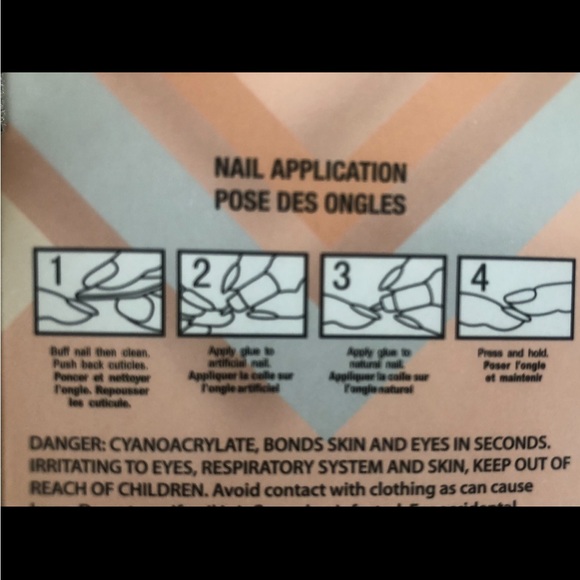 NAIL APPLICATION
POSE DES ONGLES
1 2 3 4
Buff nail then clean.
Push back cuticles.
Poncer et nettoyer
l'ongle. Repousser
les cuticule.
Apply glue to
artificial nail.
Appliquer la colle sur
l'ongle artificiel
Apply glue to
natural nail.
Appliquer la colle sur
l'ongle naturel
Press and hold.
Poser l'ongle
et maintenir
DANGER: CYANOACRYLATE, BONDS SKIN AND EYES IN SECONDS.
IRRITATING TO EYES, RESPIRATORY SYSTEM AND SKIN, KEEP OUT OF
REACH OF CHILDREN. Avoid contact with clothing as can cause